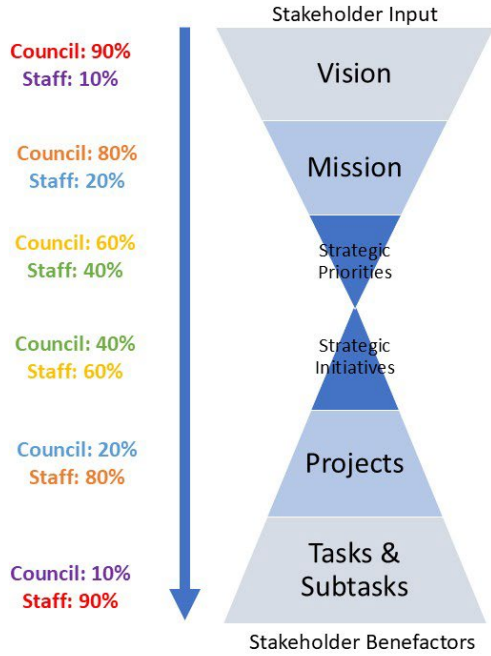 Stakeholder Input
Council: 90%
Staff: 10%
Vision
Council: 80%
Staff: 20%
Mission
Council: 60%
Staff: 40%
Strategic
Priorities
Council: 40%
Staff: 60%
Strategic
Initiatives
Council: 20%
Staff: 80%
Projects
Council: 10%
Staff: 90%
Tasks &
Subtasks
Stakeholder Benefactors